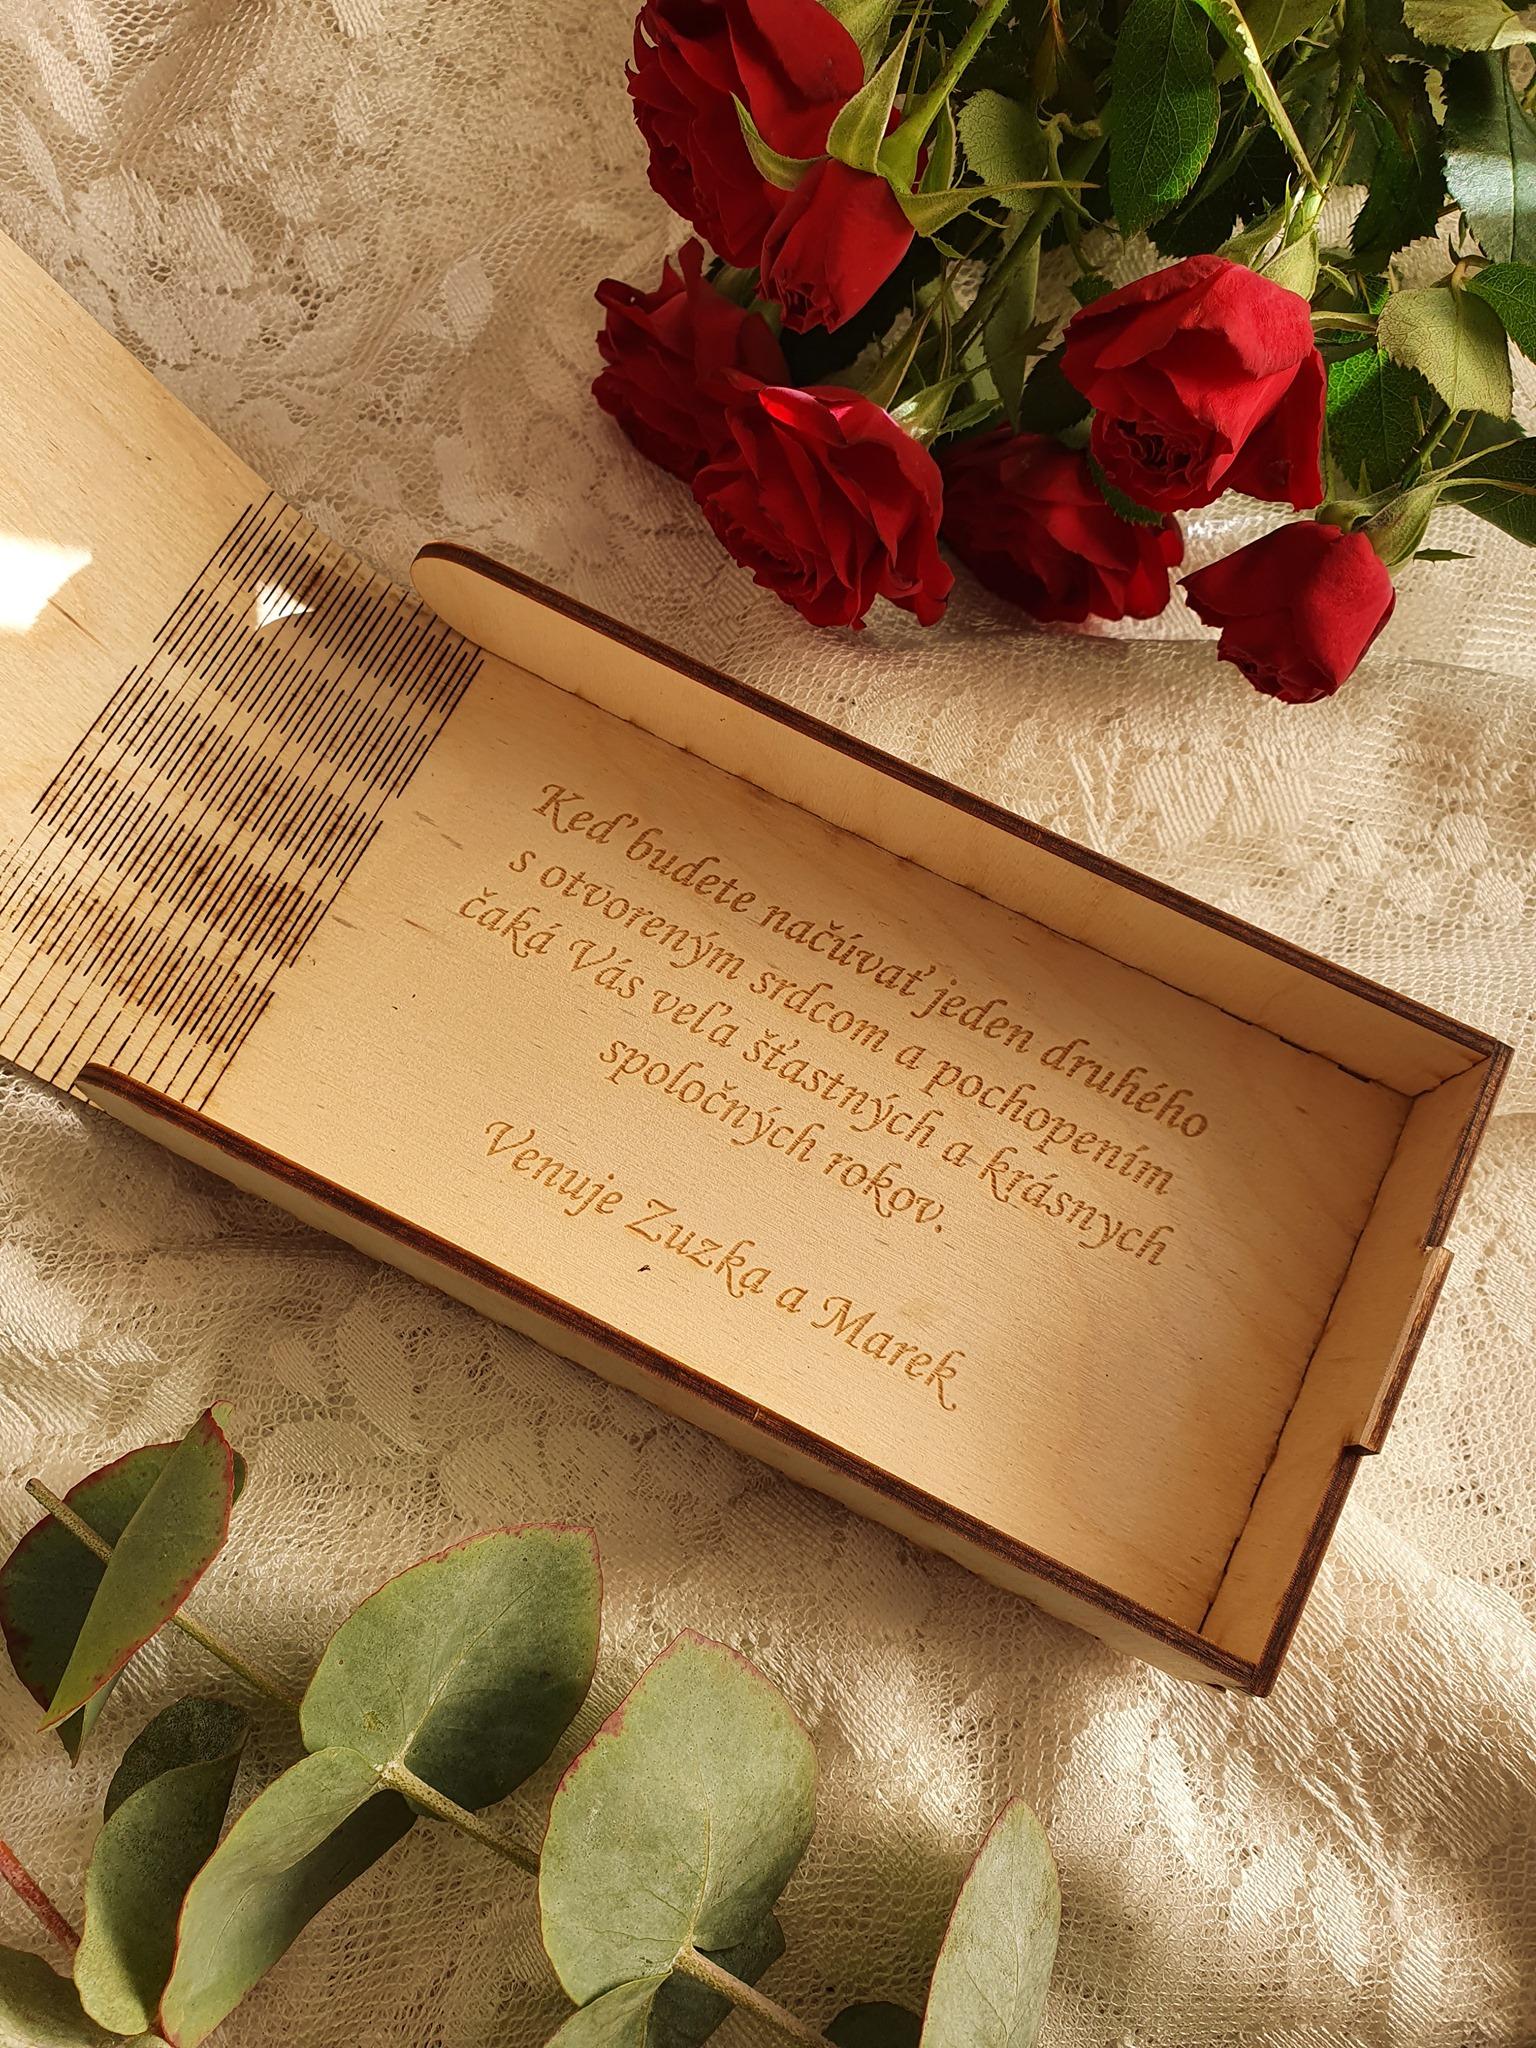 Keď budete načúvať jeden druhého
s otvoreným srdcom a pochopením
čaká Vás veľa šťastných a krásnych
spoločných rokov.
Venuje Zuzka a Marek